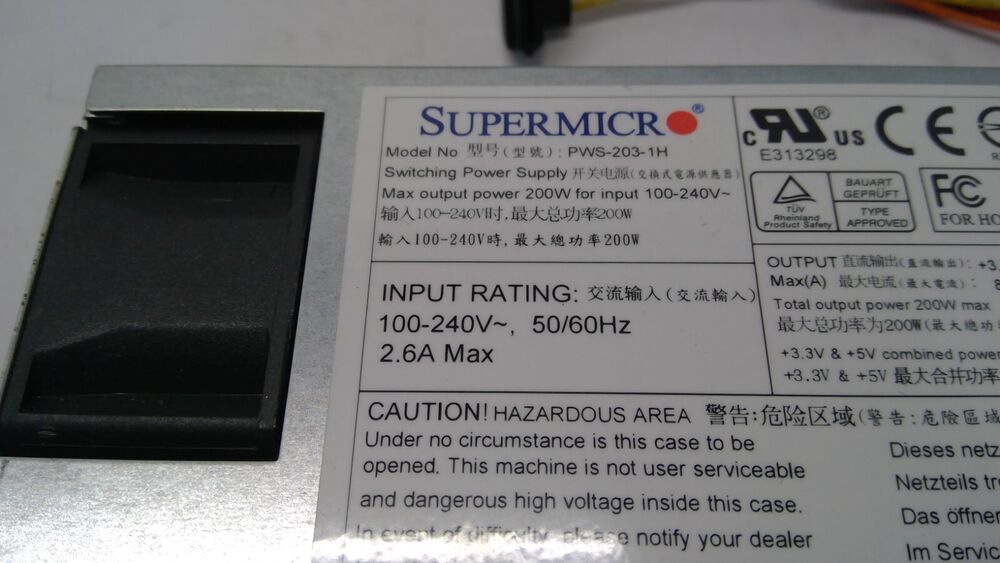 SUPERMICRO®
Model No 型号(型號): PWS-203-1H
Switching Power Supply 开关电源(交換式電源供應器)
Max output power 200W for input 100-240V~
输入100-240V时,最大总功率200W
輸入100-240V時,最大總功率200W
INPUT RATING: 交流输入(交流輸入)
100-240V~, 50/60Hz
2.6A Max
c RU® US
E313298
CE
TÜV
Rheinland
Product Safety
BAUART
GEPRÜFT
TYPE
APPROVED
FC
FOR HO
OUTPUT 直流输出(直流輸出): +3.
Max(A) 最大电流(最大電流): 8
Total output power 200W max
最大总功率为200W(最大
+3.3V & +5V combined power
+3.3V & +5V 最大合并功率
CAUTION! HAZARDOUS AREA 警告:危险区域(警告:危險區域
Under no circumstance is this case to be
opened. This machine is not user serviceable
and dangerous high voltage inside this case.
In event of difficulty, please notify your dealer
Dieses netz
Netzteils tre
Das öffner
Im Servic